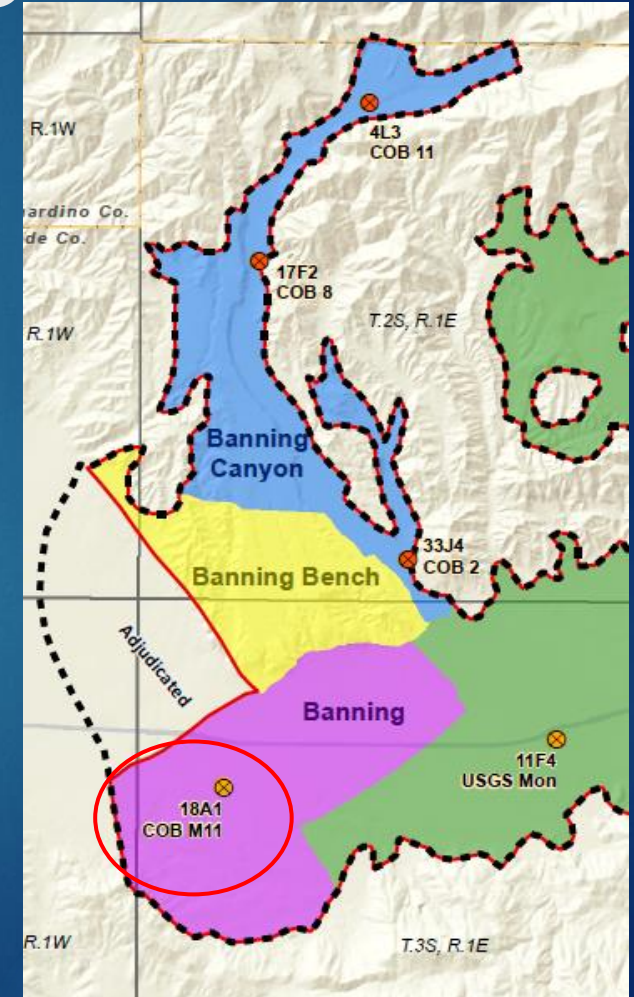 R.1W
4L3
COB 11
ardino Co.
de Co.
17F2
COB 8
T.2S, R.1E
R.1W
Banning
Canyon
33J4
COB 2
Banning Bench
Adjudicated
Banning
11F4
USGS Mon
18A1
COB M11
R.1W
T.3S, R.1E